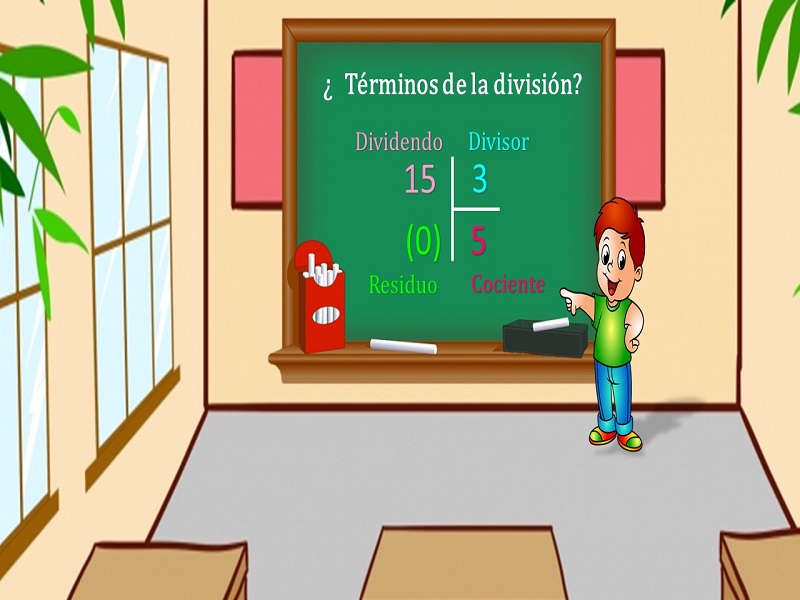 ¿ Términos de la división?
Dividendo Divisor
15 3
(0) 5
Residuo Cociente